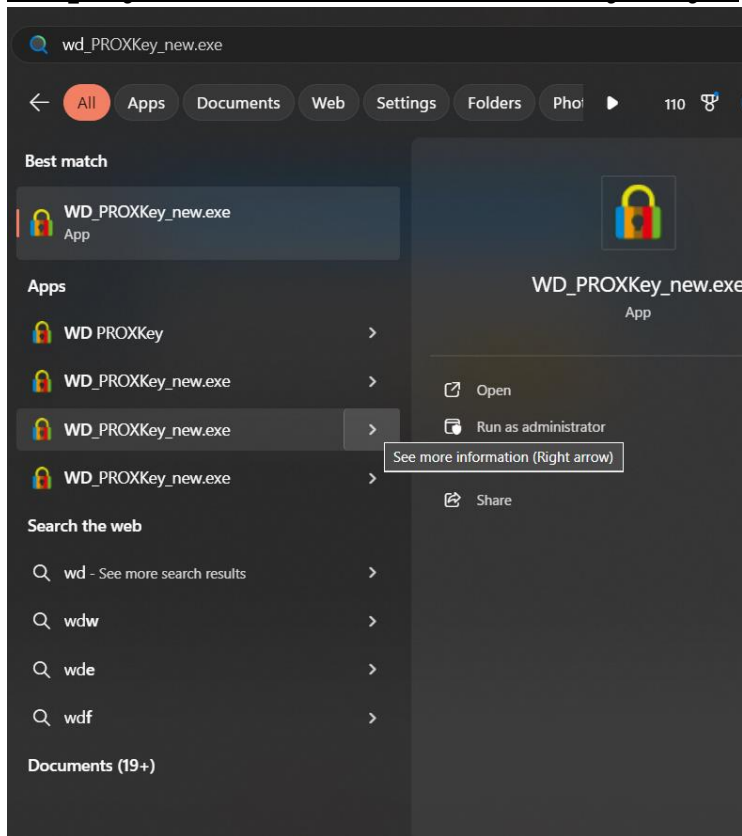 wd_PROXKey_new.exe
All Apps Documents Web Settings Folders 110
Best match
WD_PROXKey_new.exe
App
WD_PROXKey_new.exe
App
Apps
WD PROXKey
WD_PROXKey_new.exe
WD_PROXKey_new.exe
WD_PROXKey_new.exe
Open
Run as administrator
See more information (Right arrow)
Share
Search the web
wd - See more search results
wdw
wde
wdf
Documents (19+)